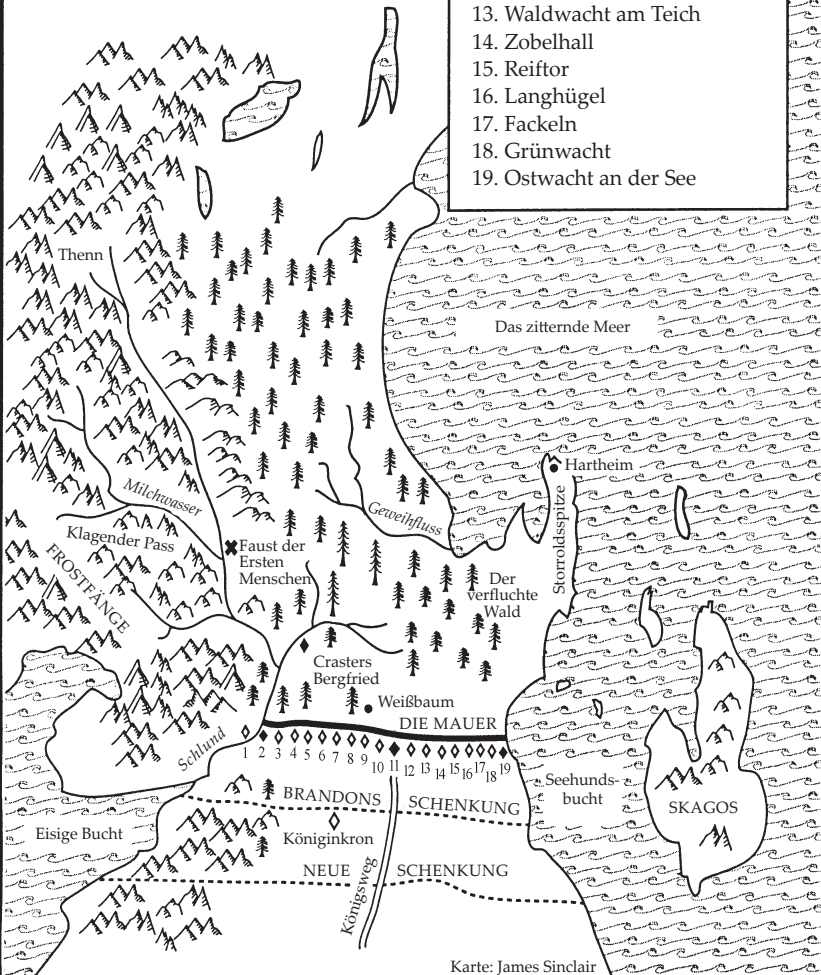 13. Waldwacht am Teich
14. Zobelhall
15. Reiftor
16. Langhügel
17. Fackeln
18. Grünwacht
19. Ostwacht an der See
Thenn
Das zitternde Meer
Hartheim
Storroldsspitze
Milchwasser
Geweihfluss
Klagender Pass
FROSTFÄNGE
Faust der
Ersten
Menschen
Der
verfluchte
Wald
Crasters
Bergfried
Weißbaum
DIE MAUER
Schlund
1 2 3 4 5 6 7 8 9 10 11 12 13 14 15 16 17 18 19
Seehunds-
bucht
SKAGOS
BRANDONS SCHENKUNG
Eisige Bucht
Königinkron
NEUE SCHENKUNG
Königsweg
Karte: James Sinclair